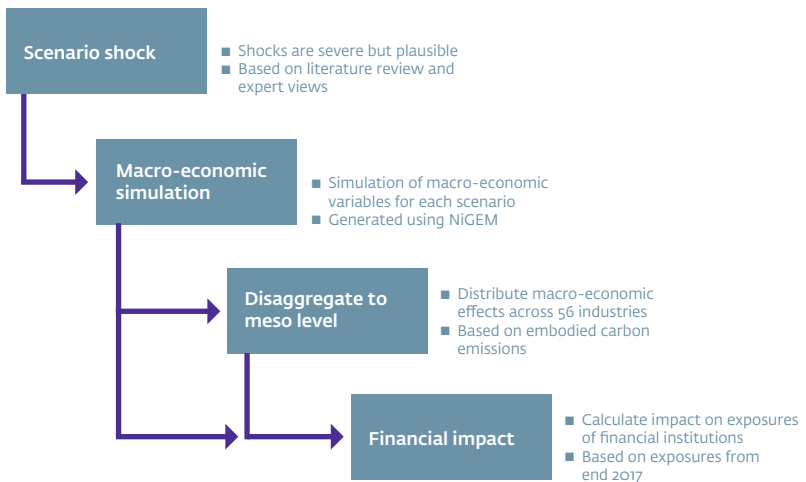 Scenario shock
■ Shocks are severe but plausible
■ Based on literature review and
expert views
Macro-economic
simulation
■ Simulation of macro-economic
variables for each scenario
■ Generated using NiGEM
Disaggregate to
meso level
■ Distribute macro-economic
effects across 56 industries
■ Based on embodied carbon
emissions
Financial impact
■ Calculate impact on exposures
of financial institutions
■ Based on exposures from
end 2017